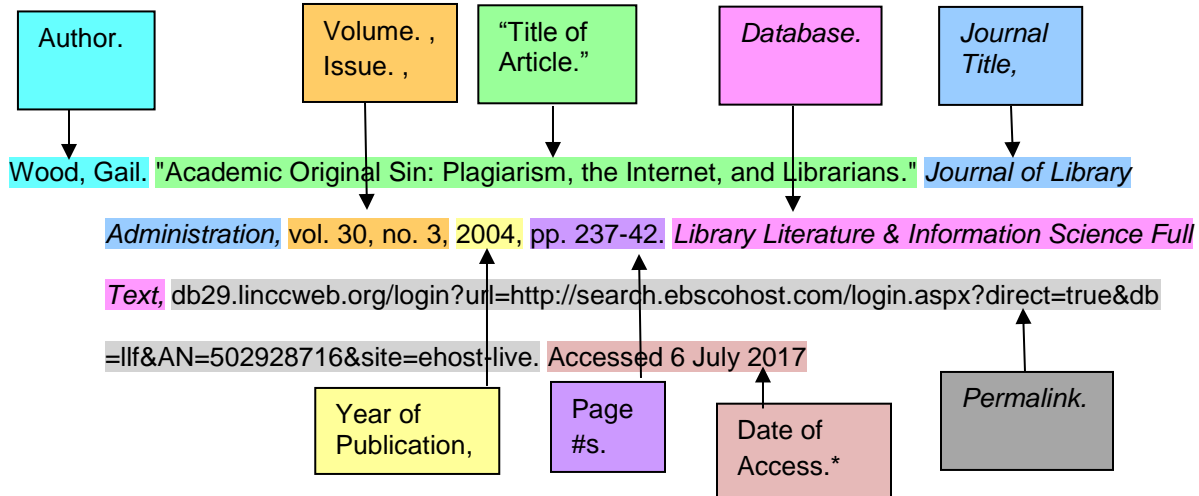 Author.
Volume. ,
Issue. ,
“Title of
Article.”
Database.
Journal
Title,
Wood, Gail. "Academic Original Sin: Plagiarism, the Internet, and Librarians." Journal of Library
Administration, vol. 30, no. 3, 2004, pp. 237-42. Library Literature & Information Science Full
Text, db29.linccweb.org/login?url=http://search.ebscohost.com/login.aspx?direct=true&db
=llf&AN=502928716&site=ehost-live. Accessed 6 July 2017
Year of
Publication,
Page
#s.
Date of
Access.*
Permalink.